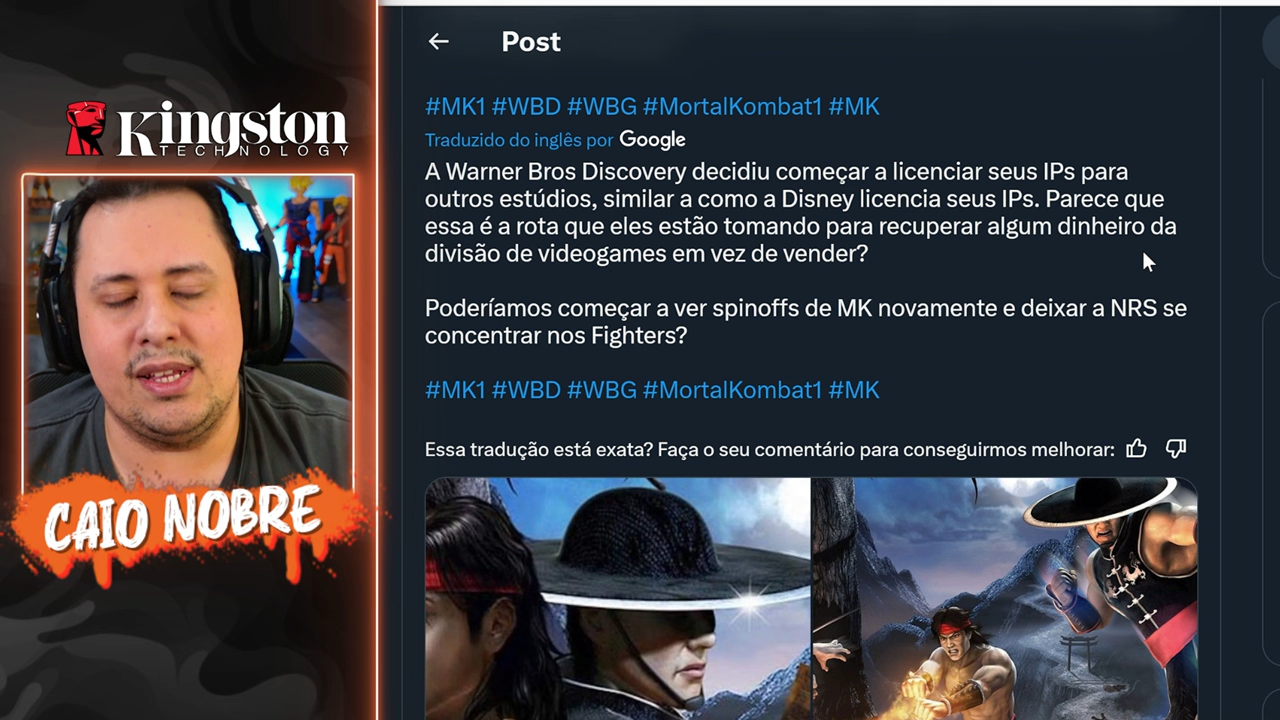 Kingston
TECHNOLOGY
CAIO NOBRE
Post
#MK1 #WBD #WBG #MortalKombat1 #MK
Traduzido do inglês por Google
A Warner Bros Discovery decidiu começar a licenciar seus IPs para
outros estúdios, similar a como a Disney licencia seus IPs. Parece que
essa é a rota que eles estão tomando para recuperar algum dinheiro da
divisão de videogames em vez de vender?
Poderíamos começar a ver spinoffs de MK novamente e deixar a NRS se
concentrar nos Fighters?
#MK1 #WBD #WBG #MortalKombat1 #MK
Essa tradução está exata? Faça o seu comentário para conseguirmos melhorar: